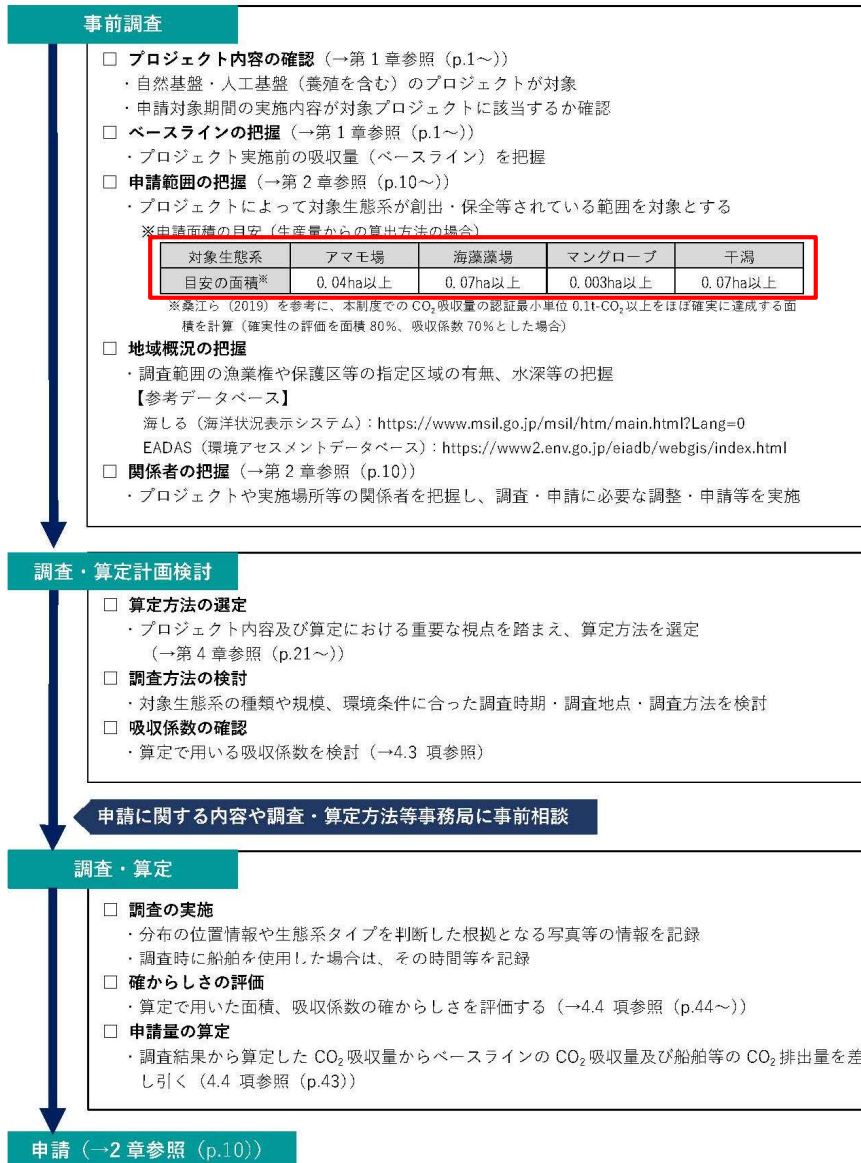 事前調査
□ プロジェクト内容の確認（→第１章参照（p.1～））
・自然基盤・人工基盤（養殖を含む）のプロジェクトが対象
・申請対象期間の実施内容が対象プロジェクトに該当するか確認
□ ベースラインの把握（→第１章参照（p.1～））
・プロジェクト実施前の吸収量（ベースライン）を把握
□ 申請範囲の把握（→第２章参照（p.10～））
・プロジェクトによって対象生態系が創出・保全等されている範囲を対象とする
※申請面積の目安（生産量からの算出方法の場合）
対象生態系 アマモ場 海藻藻場 マングローブ 干潟
目安の面積※ 0.04ha以上 0.07ha以上 0.003ha以上 0.07ha以上
※桑江ら（2019）を参考に、本制度での CO₂吸収量の認証最小単位 0.1t-CO₂以上をほぼ確実に達成する面
積を計算（確実性の評価を面積 80%、吸収係数 70%とした場合）
□ 地域概況の把握
・調査範囲の漁業権や保護区等の指定区域の有無、水深等の把握
【参考データベース】
海しる（海洋状況表示システム）：https://www.msil.go.jp/msil/htm/main.html?Lang=0
EADAS（環境アセスメントデータベース）：https://www2.env.go.jp/eiadb/webgis/index.html
□ 関係者の把握（→第２章参照（p.10））
・プロジェクトや実施場所等の関係者を把握し、調査・申請に必要な調整・申請等を実施
調査・算定計画検討
□ 算定方法の選定
・プロジェクト内容及び算定における重要な視点を踏まえ、算定方法を選定
（→第４章参照（p.21～））
□ 調査方法の検討
・対象生態系の種類や規模、環境条件に合った調査時期・調査地点・調査方法を検討
□ 吸収係数の確認
・算定で用いる吸収係数を検討（→4.3 項参照）
申請に関する内容や調査・算定方法等事務局に事前相談
調査・算定
□ 調査の実施
・分布の位置情報や生態系タイプを判断した根拠となる写真等の情報を記録
・調査時に船舶を使用した場合は、その時間等を記録
□ 確からしさの評価
・算定で用いた面積、吸収係数の確からしさを評価する（→4.4 項参照（p.44～））
□ 申請量の算定
・調査結果から算定した CO₂吸収量からベースラインの CO₂吸収量及び船舶等の CO₂排出量を差
し引く（4.4 項参照（p.43））
申請（→２章参照（p.10））